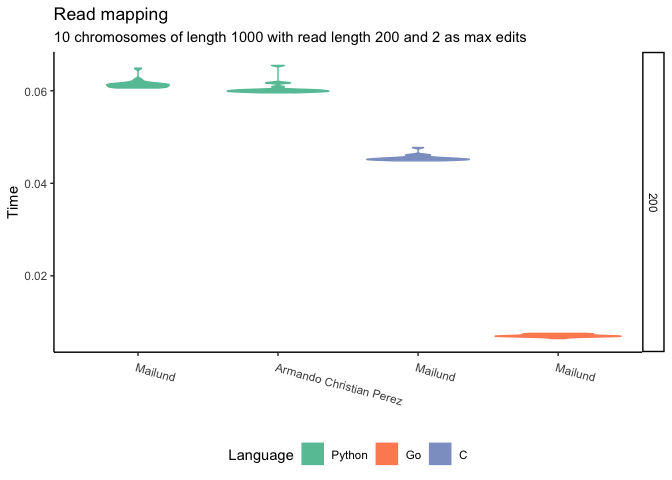 Read mapping
10 chromosomes of length 1000 with read length 200 and 2 as max edits
Time
0.06
0.04
0.02
200
Mailund
Armando Christian Perez
Mailund
Mailund
Language
Python
Go
C